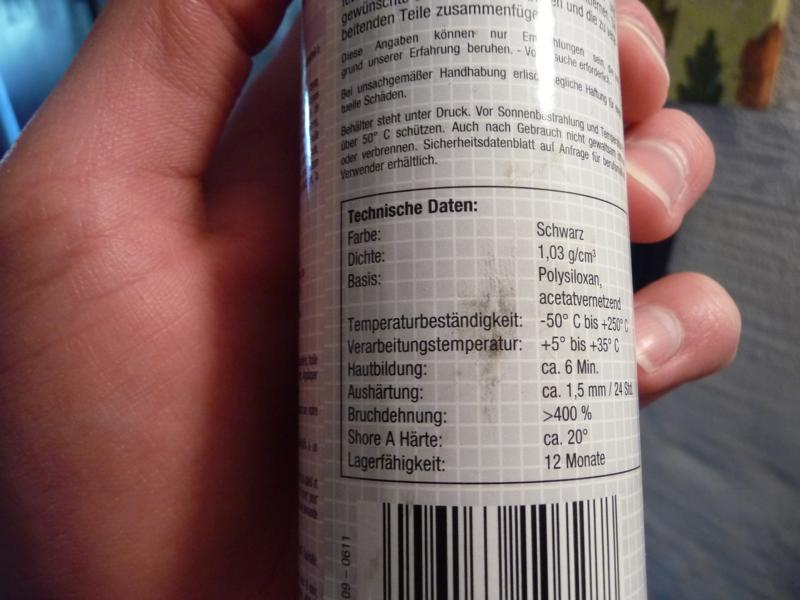 gewünschte
beitenden Teile zusammenfüge
Diese Angaben können nur
grund unserer Erfahrung beruhen.
Bei unsachgemäßer Handhabung erlisc
tuelle Schäden.
Behälter steht unter Druck. Vor Sonnenbestrahlung und
über 50° C schützen. Auch nach Gebrauch nicht gewaltsam
oder verbrennen. Sicherheitsdatenblatt auf Anfrage für
Verwender erhältlich.
Technische Daten:
Farbe: Schwarz
Dichte: 1,03 g/cm³
Basis: Polysiloxan,
acetatvernetzend
Temperaturbeständigkeit: -50° C bis +250° C
Verarbeitungstemperatur: +5° bis +35° C
Hautbildung: ca. 6 Min.
Aushärtung: ca. 1,5 mm / 24 Std.
Bruchdehnung: >400 %
Shore A Härte: ca. 20°
Lagerfähigkeit: 12 Monate
09 – 0611